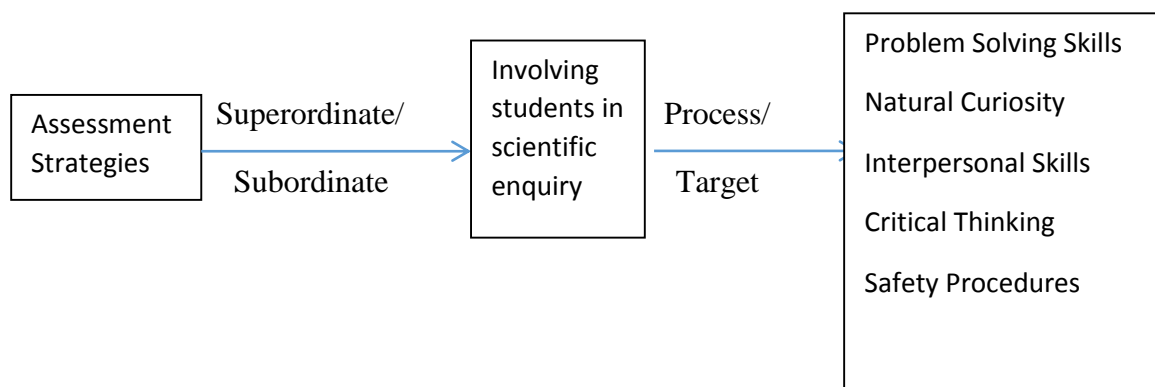 Assessment
Strategies
Superordinate/
Subordinate
Involving
students in
scientific
enquiry
Process/
Target
Problem Solving Skills
Natural Curiosity
Interpersonal Skills
Critical Thinking
Safety Procedures